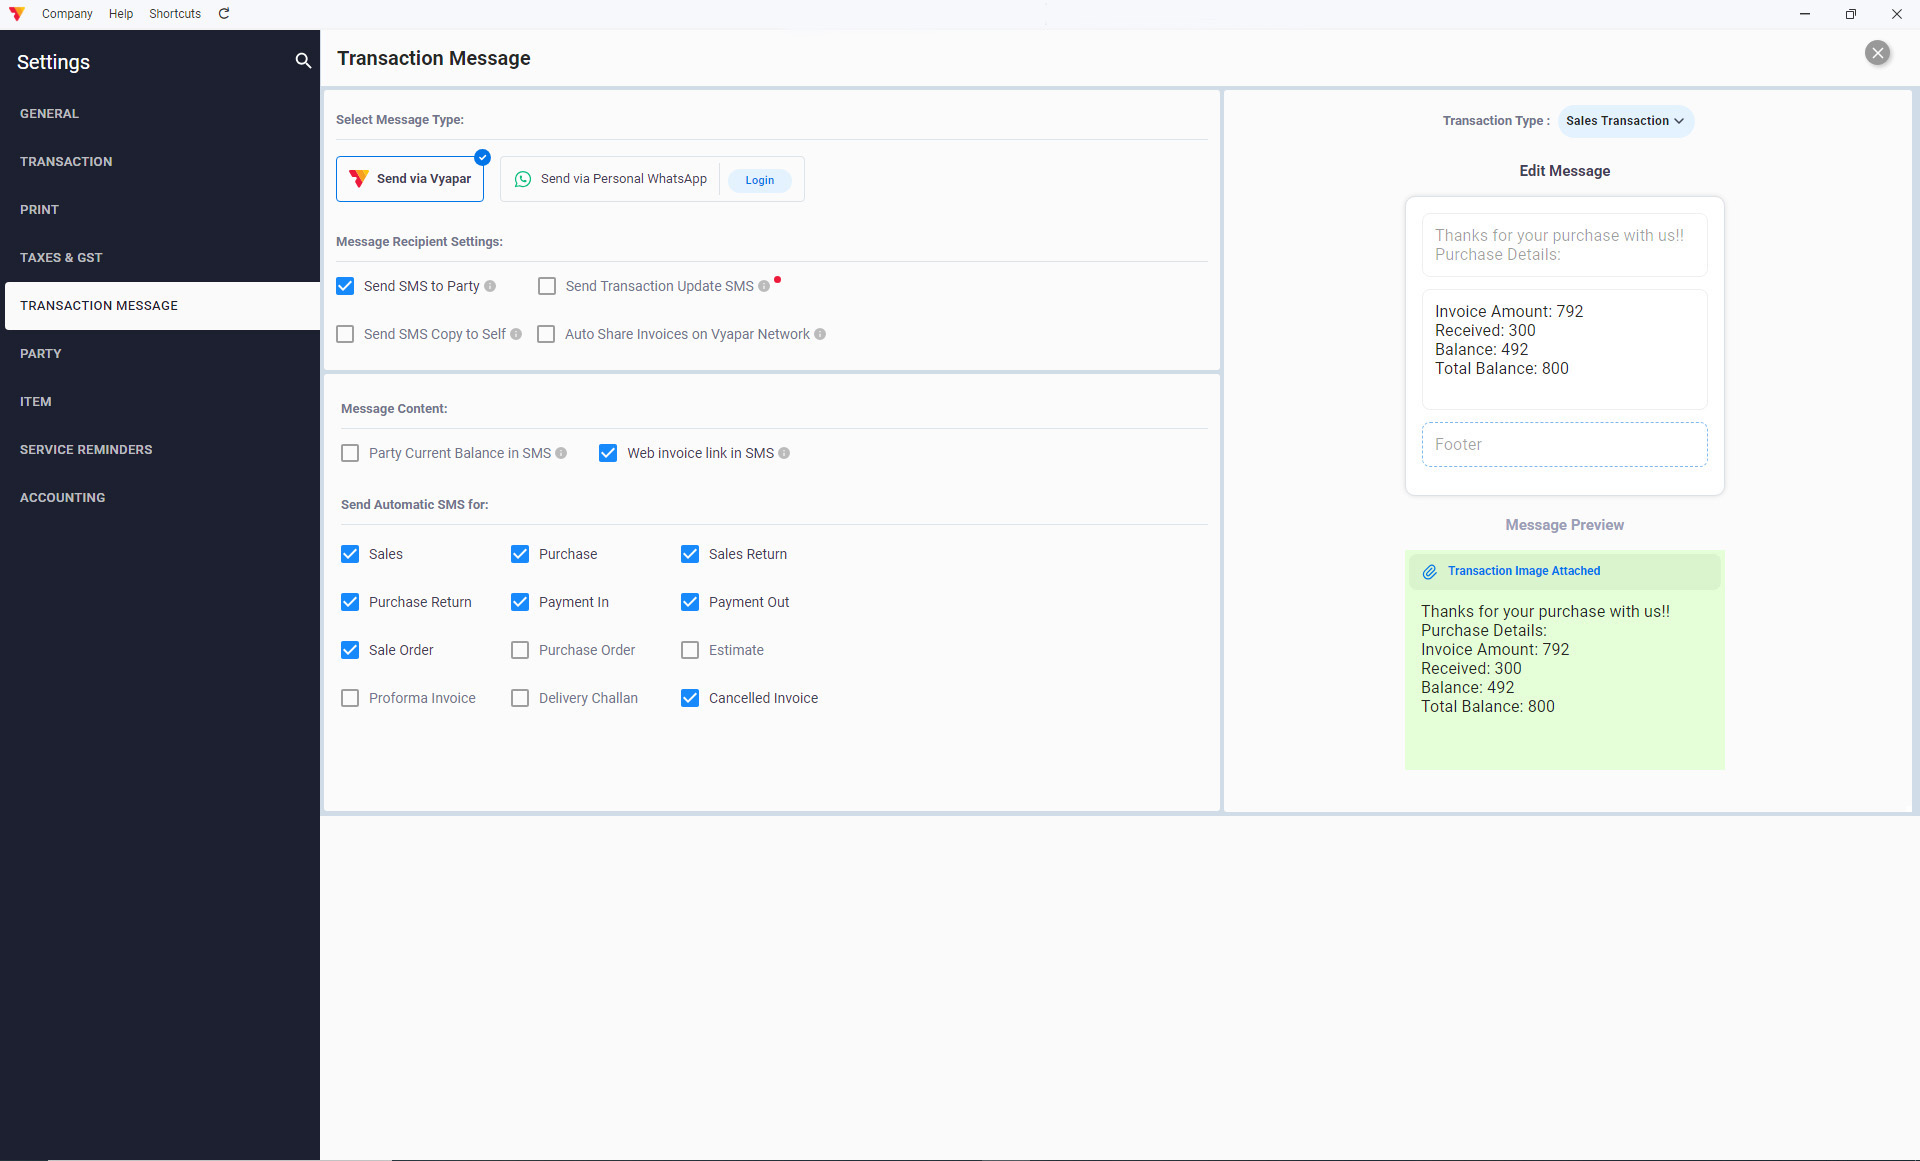 Company Help Shortcuts
Settings
GENERAL
TRANSACTION
PRINT
TAXES & GST
TRANSACTION MESSAGE
PARTY
ITEM
SERVICE REMINDERS
ACCOUNTING
Transaction Message
Select Message Type:
Send via Vyapar
Send via Personal WhatsApp
Login
Message Recipient Settings:
Send SMS to Party
Send Transaction Update SMS
Send SMS Copy to Self
Auto Share Invoices on Vyapar Network
Message Content:
Party Current Balance in SMS
Web invoice link in SMS
Send Automatic SMS for:
Sales
Purchase
Sales Return
Purchase Return
Payment In
Payment Out
Sale Order
Purchase Order
Estimate
Proforma Invoice
Delivery Challan
Cancelled Invoice
Transaction Type :
Sales Transaction
Edit Message
Thanks for your purchase with us!!
Purchase Details:
Invoice Amount: 792
Received: 300
Balance: 492
Total Balance: 800
Footer
Message Preview
Transaction Image Attached
Thanks for your purchase with us!!
Purchase Details:
Invoice Amount: 792
Received: 300
Balance: 492
Total Balance: 800